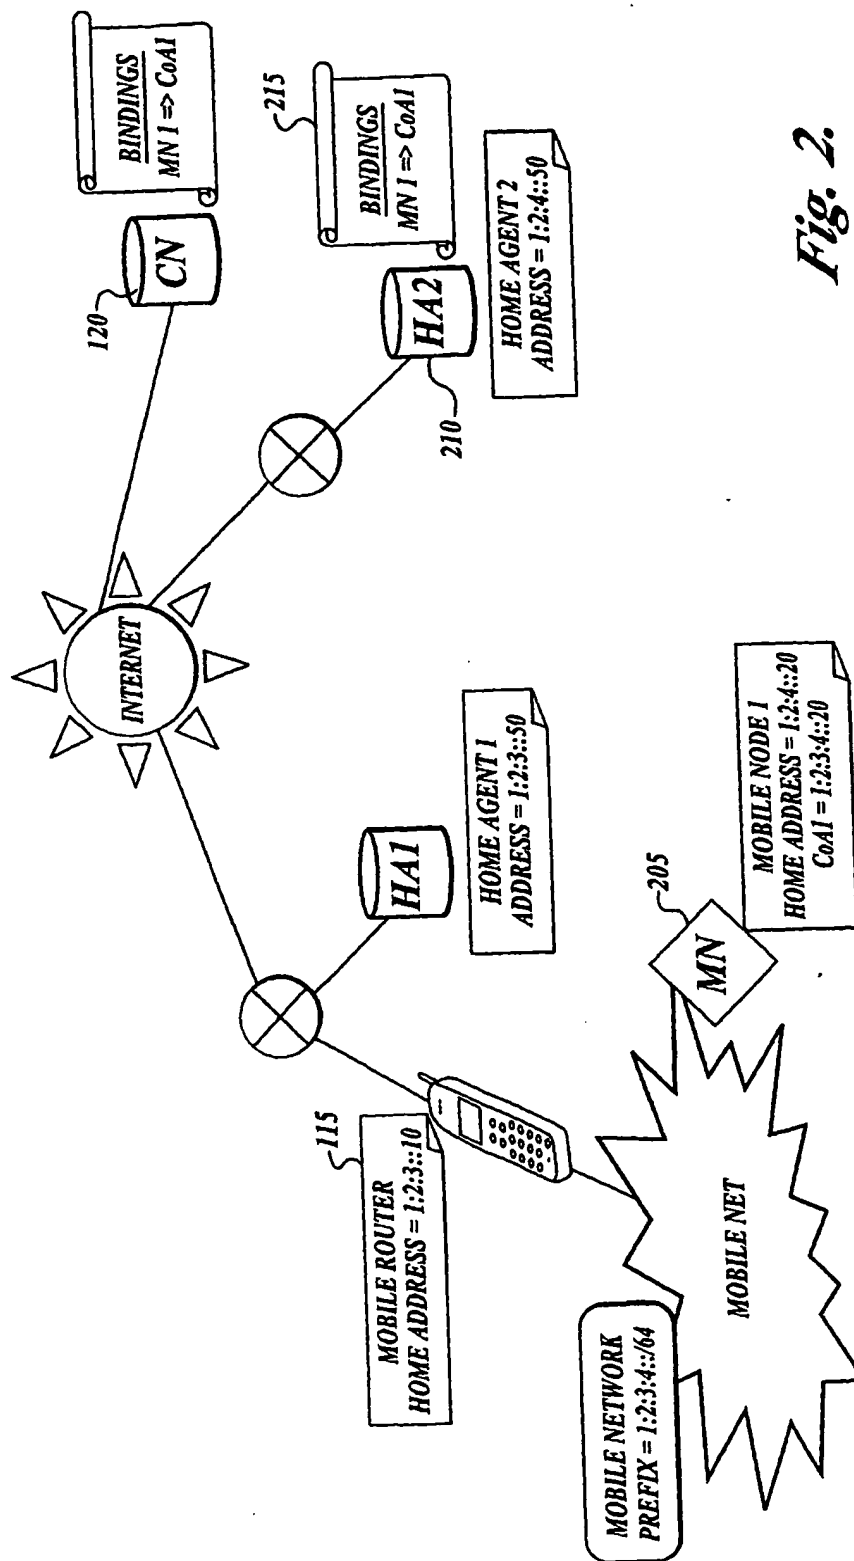 BINDINGS
MN 1 => CoA1
120
CN
215
BINDINGS
MN 1 => CoA1
HA2
210
HOME AGENT 2
ADDRESS = 1:2:4::50
INTERNET
HA1
HOME AGENT 1
ADDRESS = 1:2:3::50
115
MOBILE ROUTER
HOME ADDRESS = 1:2:3::10
205
MN
MOBILE NODE 1
HOME ADDRESS = 1:2:4::20
CoA1 = 1:2:3:4::20
MOBILE NETWORK
PREFIX = 1:2:3:4::/64
MOBILE NET
Fig. 2.